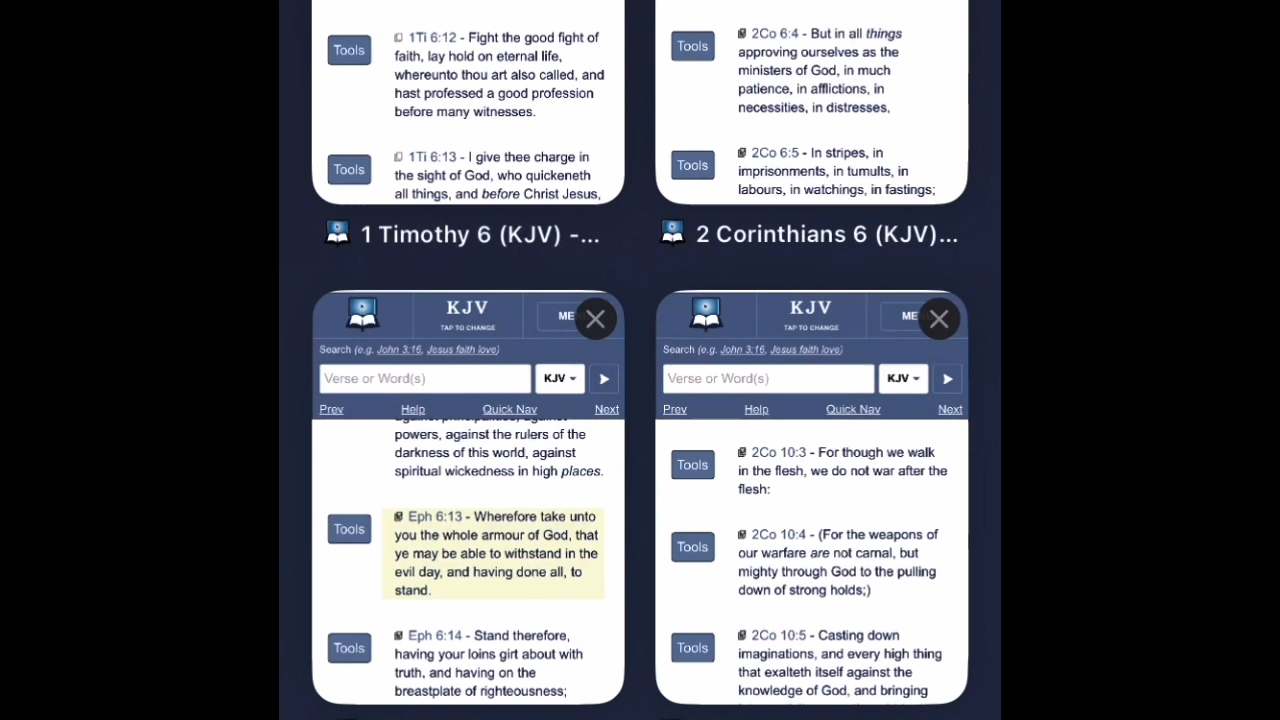 Tools
1Ti 6:12 - Fight the good fight of
faith, lay hold on eternal life,
whereunto thou art also called, and
hast professed a good profession
before many witnesses.
Tools
1Ti 6:13 - I give thee charge in
the sight of God, who quickeneth
all things, and before Christ Jesus,
1 Timothy 6 (KJV) -...
Tools
2Co 6:4 - But in all things
approving ourselves as the
ministers of God, in much
patience, in afflictions, in
necessities, in distresses,
Tools
2Co 6:5 - In stripes, in
imprisonments, in tumults, in
labours, in watchings, in fastings;
2 Corinthians 6 (KJV)...
KJV
TAP TO CHANGE
ME
Search (e.g. John 3:16, Jesus faith love)
Verse or Word(s)
KJV
Prev Help Quick Nav Next
against principalities, against
powers, against the rulers of the
darkness of this world, against
spiritual wickedness in high places.
Tools
Eph 6:13 - Wherefore take unto
you the whole armour of God, that
ye may be able to withstand in the
evil day, and having done all, to
stand.
Tools
Eph 6:14 - Stand therefore,
having your loins girt about with
truth, and having on the
breastplate of righteousness;
KJV
TAP TO CHANGE
ME
Search (e.g. John 3:16, Jesus faith love)
Verse or Word(s)
KJV
Prev Help Quick Nav Next
Tools
2Co 10:3 - For though we walk
in the flesh, we do not war after the
flesh:
Tools
2Co 10:4 - (For the weapons of
our warfare are not carnal, but
mighty through God to the pulling
down of strong holds;)
Tools
2Co 10:5 - Casting down
imaginations, and every high thing
that exalteth itself against the
knowledge of God, and bringing